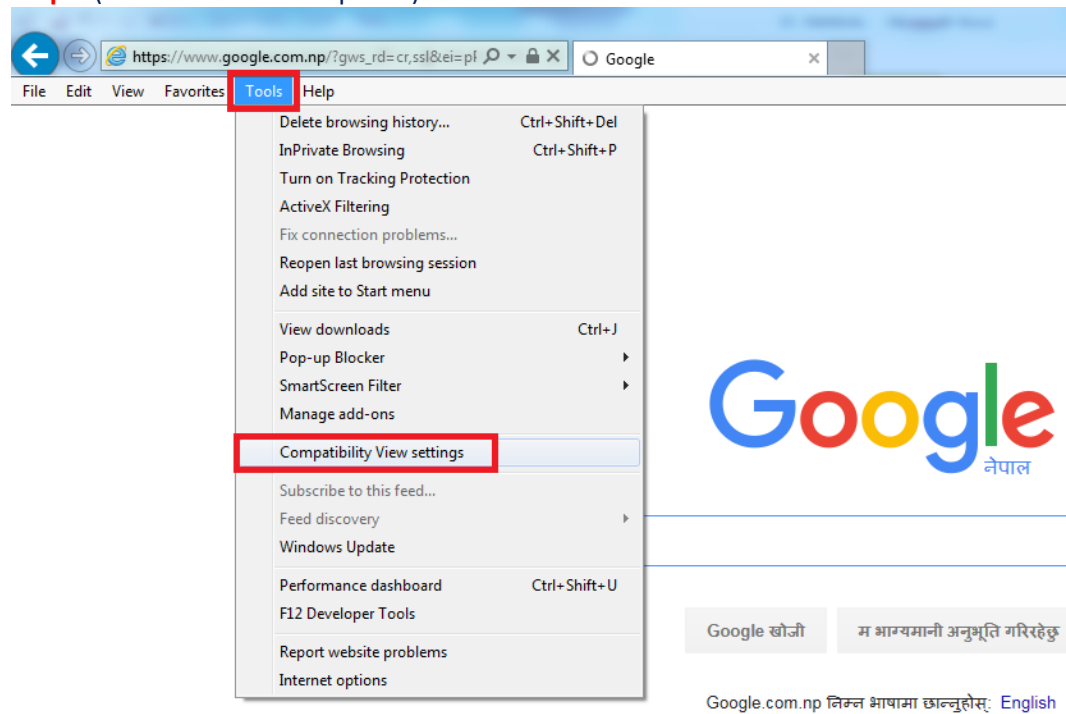 https://www.google.com.np/?gws_rd=cr,ssl&ei=pl
Google
File Edit View Favorites Tools Help
Delete browsing history... Ctrl+Shift+Del
InPrivate Browsing Ctrl+Shift+P
Turn on Tracking Protection
ActiveX Filtering
Fix connection problems...
Reopen last browsing session
Add site to Start menu
View downloads Ctrl+J
Pop-up Blocker
SmartScreen Filter
Manage add-ons
Compatibility View settings
Subscribe to this feed...
Feed discovery
Windows Update
Performance dashboard Ctrl+Shift+U
F12 Developer Tools
Report website problems
Internet options
Google
नेपाल
Google खोजी म भाग्यमानी अनुभूति गरिरहेछु
Google.com.np निम्न भाषामा छान्नुहोस्: English